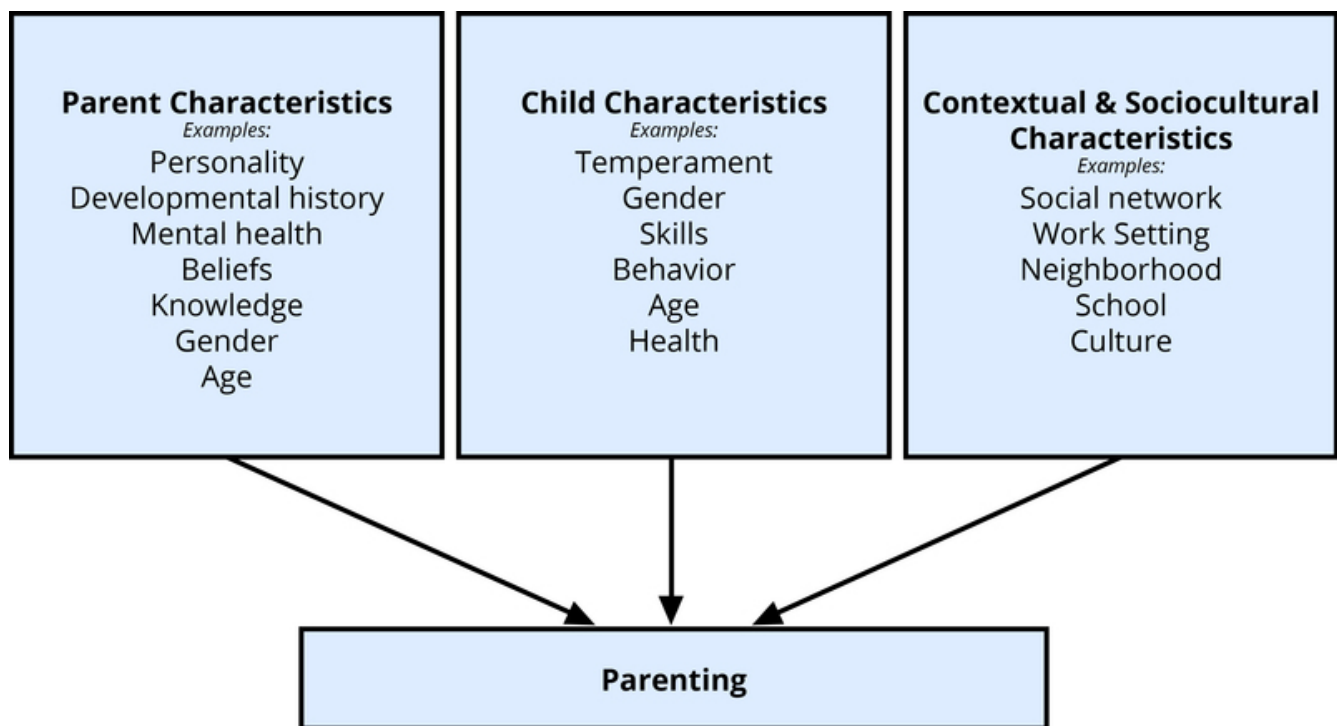 Parent Characteristics
Examples:
Personality
Developmental history
Mental health
Beliefs
Knowledge
Gender
Age
Child Characteristics
Examples:
Temperament
Gender
Skills
Behavior
Age
Health
Contextual & Sociocultural
Characteristics
Examples:
Social network
Work Setting
Neighborhood
School
Culture
Parenting